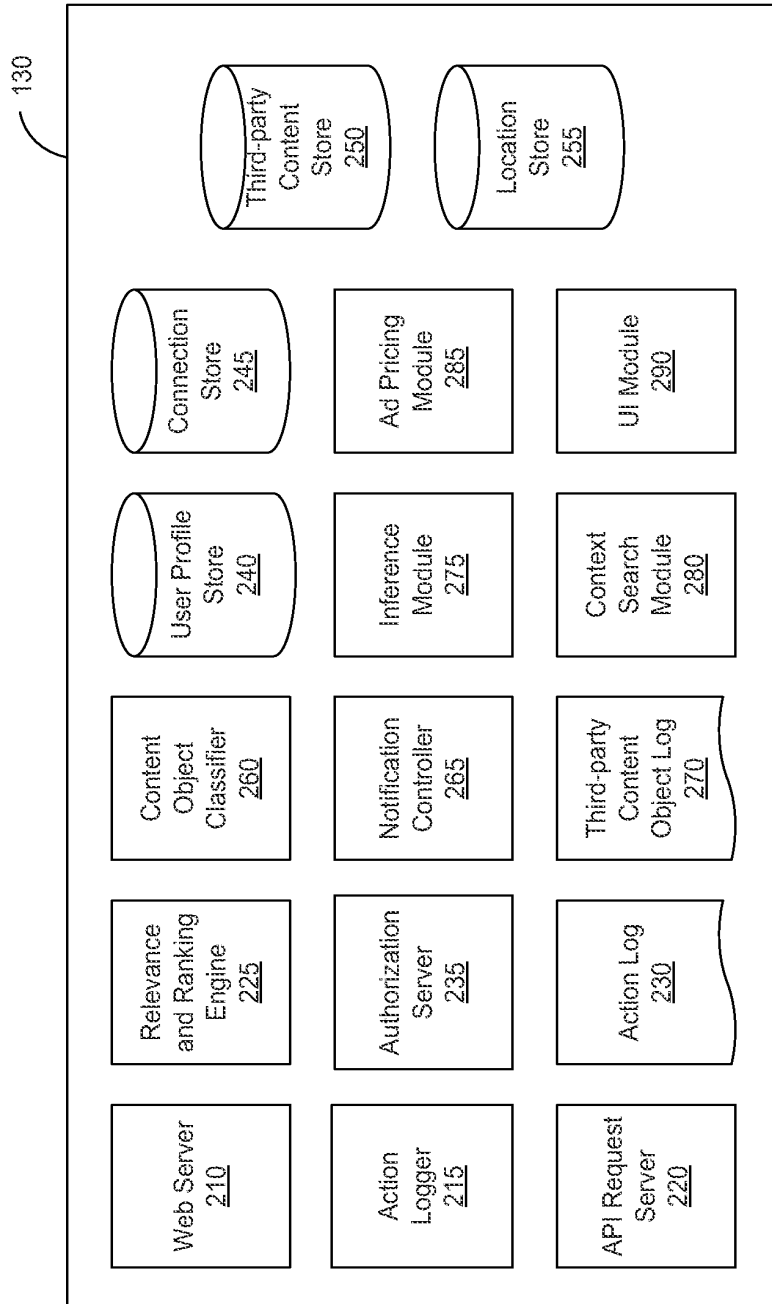 130
Web Server
210
Relevance
and Ranking
Engine
225
Content
Object
Classifier
260
User Profile
Store
240
Connection
Store
245
Third-party
Content
Store
250
Action
Logger
215
Authorization
Server
235
Notification
Controller
265
Inference
Module
275
Ad Pricing
Module
285
Location
Store
255
API Request
Server
220
Action Log
230
Third-party
Content
Object Log
270
Context
Search
Module
280
UI Module
290